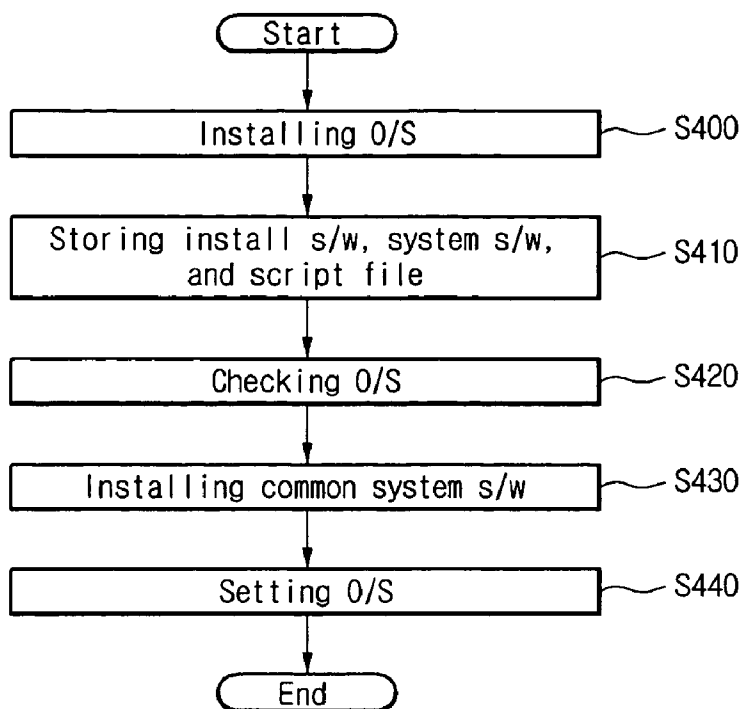 Start
Installing O/S
S400
Storing install s/w, system s/w,
and script file
S410
Checking O/S
S420
Installing common system s/w
S430
Setting O/S
S440
End